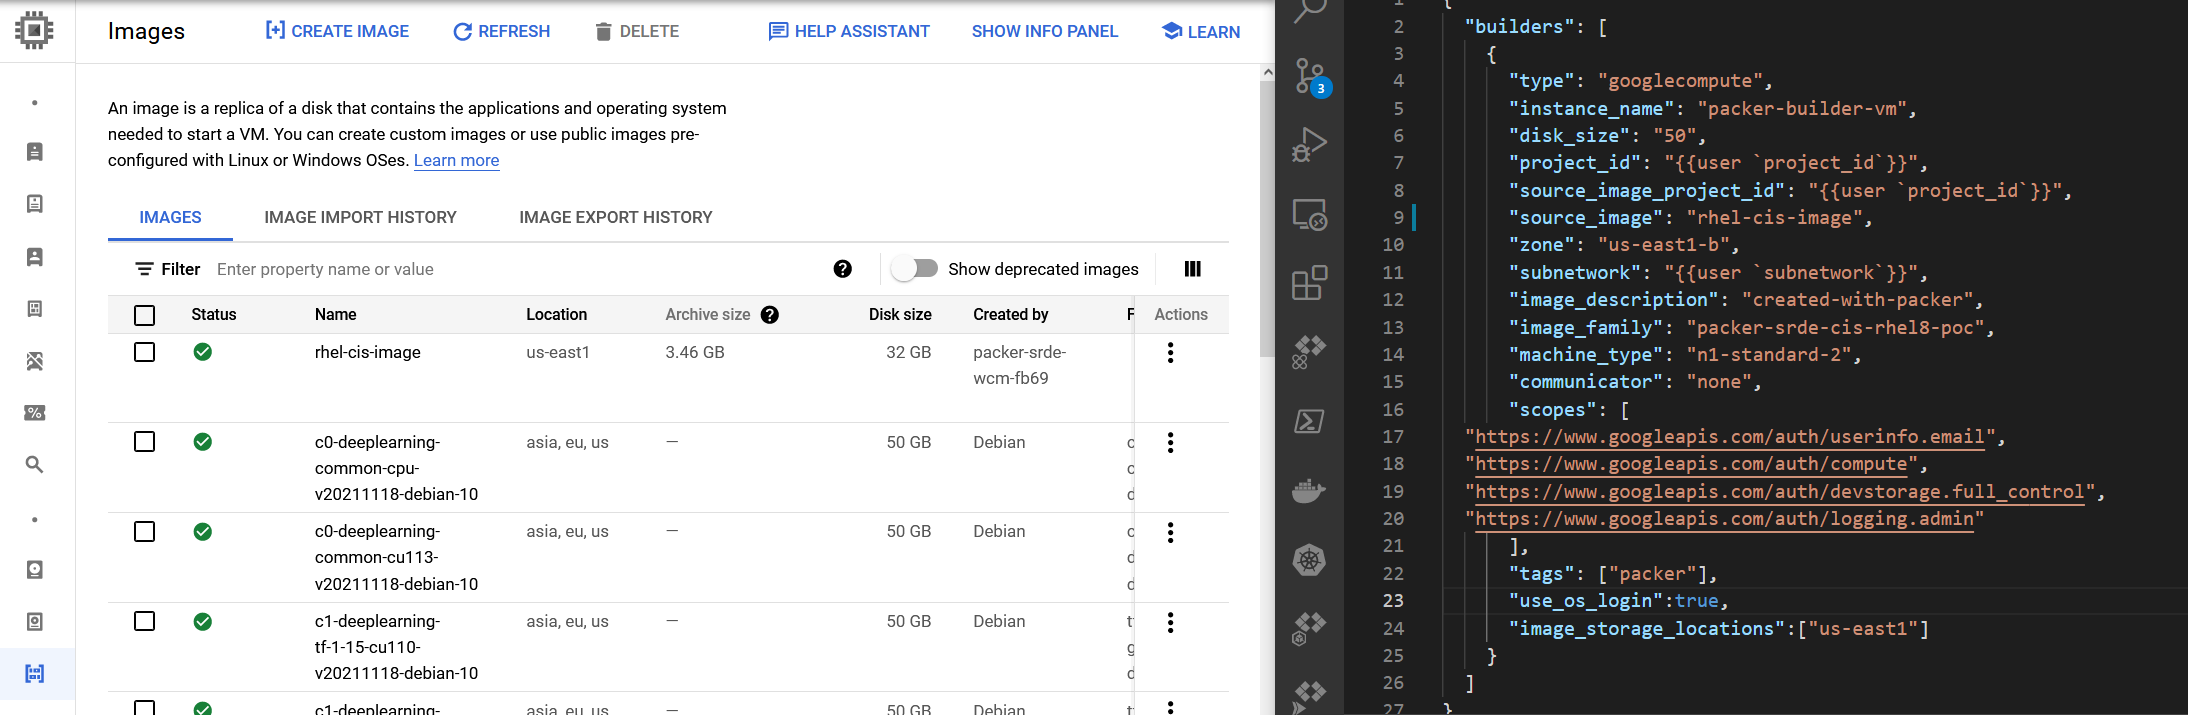 Images
CREATE IMAGE
REFRESH
DELETE
HELP ASSISTANT
SHOW INFO PANEL
LEARN
An image is a replica of a disk that contains the applications and operating system
needed to start a VM. You can create custom images or use public images pre-
configured with Linux or Windows OSes. Learn more
IMAGES
IMAGE IMPORT HISTORY
IMAGE EXPORT HISTORY
Filter Enter property name or value
Show deprecated images
Status Name Location Archive size Disk size Created by F Actions
rhel-cis-image us-east1 3.46 GB 32 GB packer-srde-
wcm-fb69
c0-deeplearning- asia, eu, us — 50 GB Debian
common-cpu-
v20211118-debian-10
c0-deeplearning- asia, eu, us — 50 GB Debian
common-cu113-
v20211118-debian-10
c1-deeplearning- asia, eu, us — 50 GB Debian
tf-1-15-cu110-
v20211118-debian-10
c1-deeplearning- asia, eu, us — 50 GB Debian
3
1 {
2 "builders": [
3 {
4 "type": "googlecompute",
5 "instance_name": "packer-builder-vm",
6 "disk_size": "50",
7 "project_id": "{{user `project_id`}}",
8 "source_image_project_id": "{{user `project_id`}}",
9 "source_image": "rhel-cis-image",
10 "zone": "us-east1-b",
11 "subnetwork": "{{user `subnetwork`}}",
12 "image_description": "created-with-packer",
13 "image_family": "packer-srde-cis-rhel8-poc",
14 "machine_type": "n1-standard-2",
15 "communicator": "none",
16 "scopes": [
17 "https://www.googleapis.com/auth/userinfo.email",
18 "https://www.googleapis.com/auth/compute",
19 "https://www.googleapis.com/auth/devstorage.full_control",
20 "https://www.googleapis.com/auth/logging.admin"
21 ],
22 "tags": ["packer"],
23 "use_os_login":true,
24 "image_storage_locations":["us-east1"]
25 }
26 ]
27 }